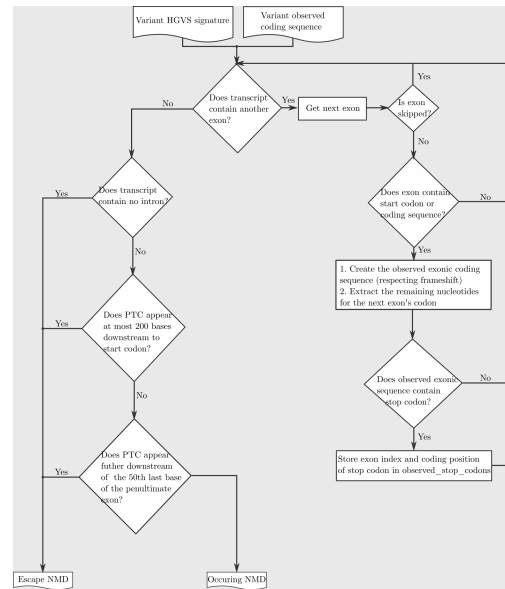 Variant HGVS signature
Variant observed
coding sequence
Does transcript
contain another
exon?
Yes
No
Get next exon
Is exon
skipped?
Yes
No
Does transcript
contain no intron?
Yes
No
Does exon contain
start codon or
coding sequence?
No
Yes
1. Create the observed exonic coding
sequence (respecting frameshift)
2. Extract the remaining nucleotides
for the next exon's codon
Does PTC appear
at most 200 bases
downstream to
start codon?
Yes
No
Does observed exonic
sequence contain
stop codon?
No
Yes
Does PTC appear
futher downstream
of the 50th last base
of the penultimate
exon?
Yes
No
Store exon index and coding position
of stop codon in observed_stop_codons
Escape NMD
Occuring NMD